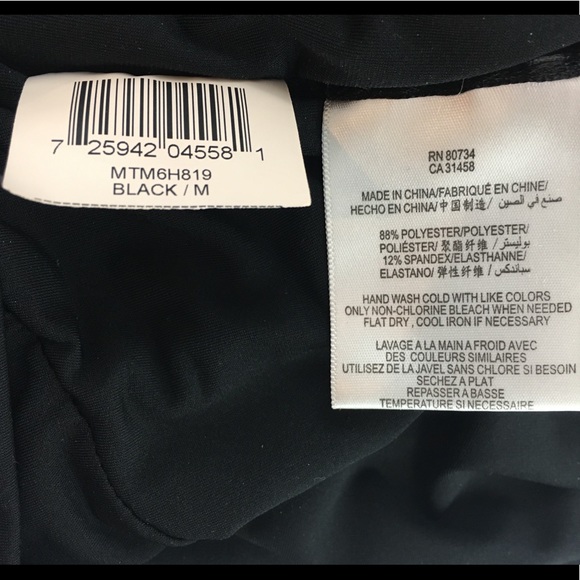 7 25942 04558 1
MTM6H819
BLACK / M
RN 80734
CA 31458
MADE IN CHINA/FABRIQUÉ EN CHINE/
HECHO EN CHINA/中国制造/ صنع في الصين
88% POLYESTER/POLYESTER/
POLIÉSTER/ 聚酯纤维 / بوليستر
12% SPANDEX/ELASTHANNE/
ELASTANO/ 弹性纤维 / سباندكس
HAND WASH COLD WITH LIKE COLORS
ONLY NON-CHLORINE BLEACH WHEN NEEDED
FLAT DRY , COOL IRON IF NECESSARY
LAVAGE A LA MAIN A FROID AVEC
DES COULEURS SIMILAIRES
UTILISEZ DE LA JAVEL SANS CHLORE SI BESOIN
SECHEZ A PLAT
REPASSER A BASSE
TEMPERATURE SI NECESSAIRE